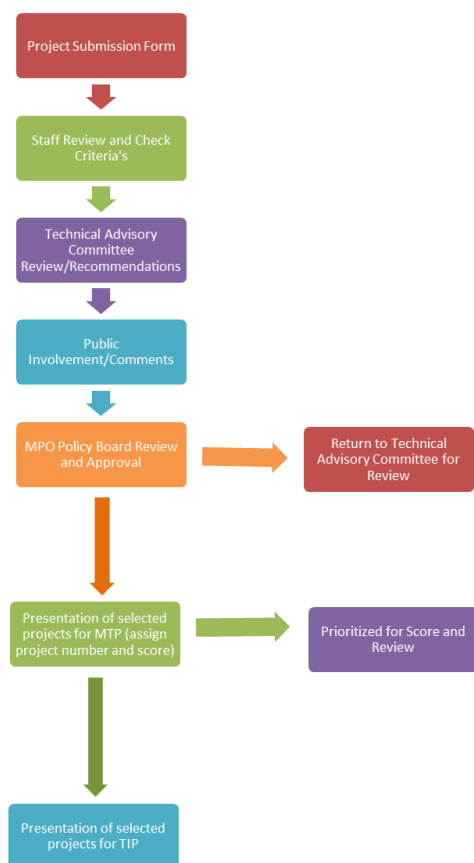 Project Submission Form
Staff Review and Check
Criteria's
Technical Advisory
Committee
Review/Recommendations
Public
Involvement/Comments
MPO Policy Board Review
and Approval
Return to Technical
Advisory Committee for
Review
Presentation of selected
projects for MTP (assign
project number and score)
Prioritized for Score and
Review
Presentation of selected
projects for TIP